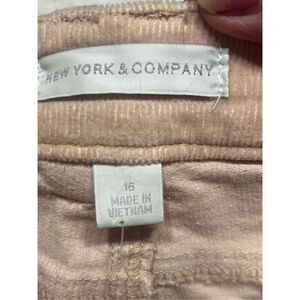 NEW YORK & COMPANY
16
MADE IN
VIETNAM